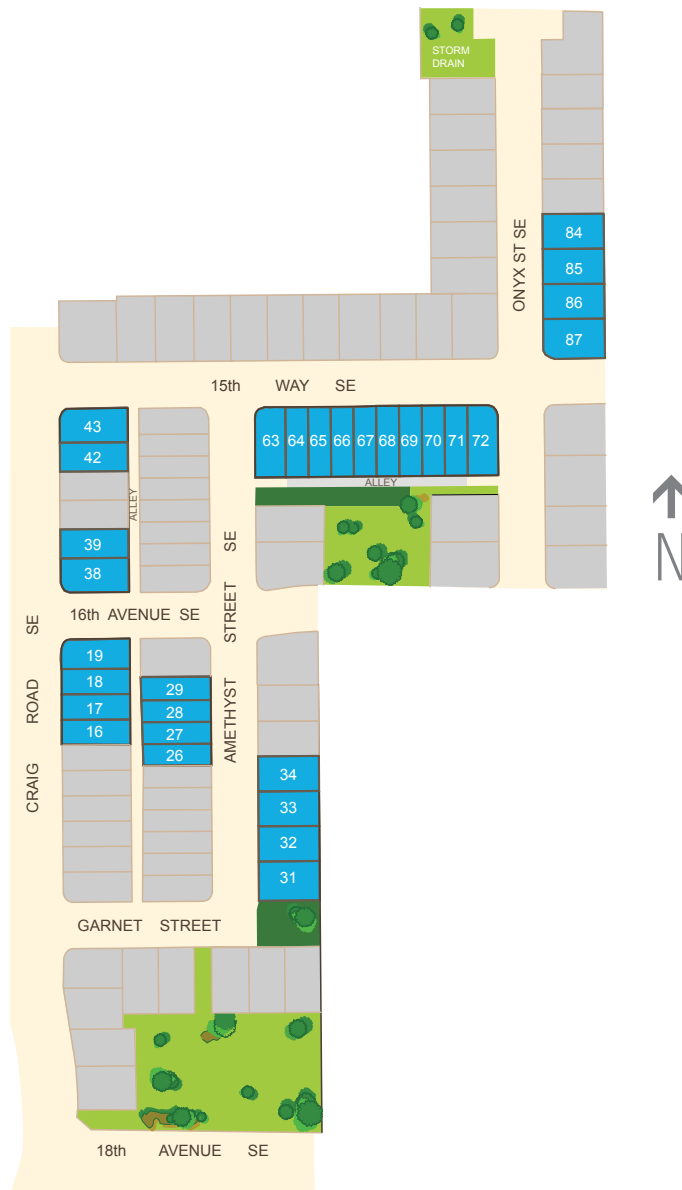 STORM
DRAIN
ONYX ST SE
84
85
86
87
15th WAY SE
43
42
63 64 65 66 67 68 69 70 71 72
ALLEY
ALLEY
39
38
N
16th AVENUE SE
AMETHYST STREET SE
CRAIG ROAD SE
19
18
17
16
29
28
27
26
34
33
32
31
GARNET STREET
18th AVENUE SE